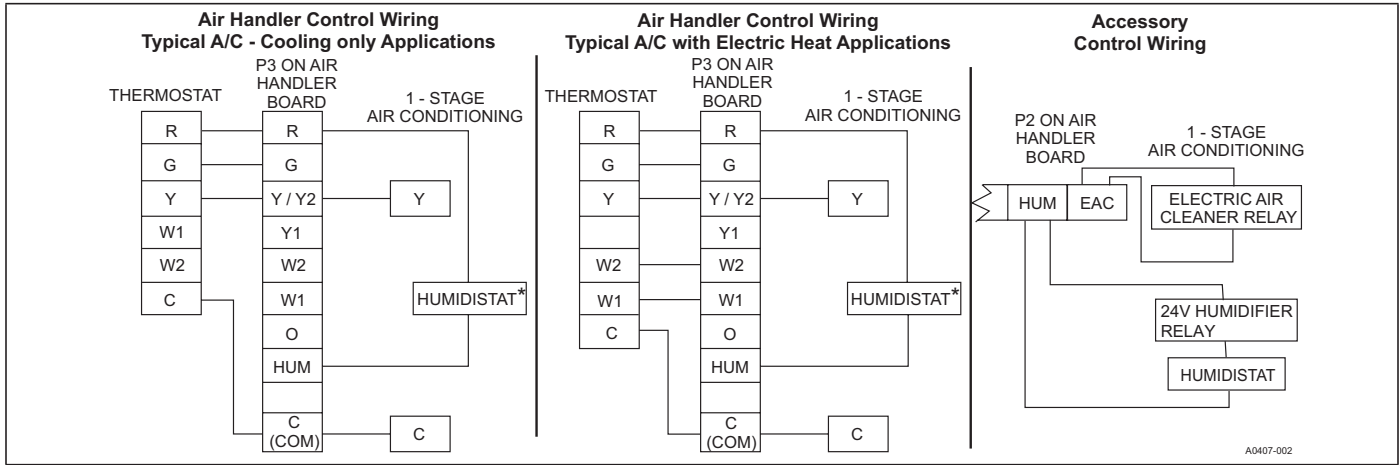 Air Handler Control Wiring
Typical A/C - Cooling only Applications
THERMOSTAT
P3 ON AIR
HANDLER
BOARD
1 - STAGE
AIR CONDITIONING
R
G
Y
W1
W2
C
R
G
Y / Y2
Y1
W2
W1
O
HUM
C
(COM)
Y
HUMIDISTAT*
C
Air Handler Control Wiring
Typical A/C with Electric Heat Applications
THERMOSTAT
P3 ON AIR
HANDLER
BOARD
1 - STAGE
AIR CONDITIONING
R
G
Y
W2
W1
C
R
G
Y / Y2
Y1
W2
W1
O
HUM
C
(COM)
Y
HUMIDISTAT*
C
Accessory
Control Wiring
P2 ON AIR
HANDLER
BOARD
1 - STAGE
AIR CONDITIONING
HUM
EAC
ELECTRIC AIR
CLEANER RELAY
24V HUMIDIFIER
RELAY
HUMIDISTAT
A0407-002